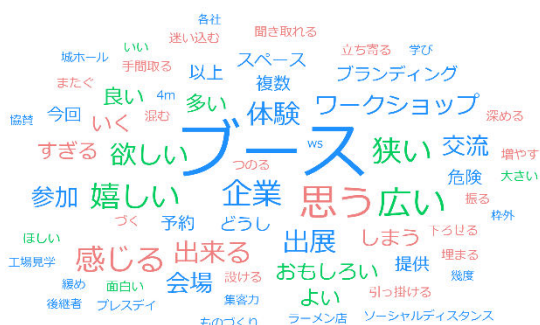 各社
いい 迷い込む 聞き取れる 立ち寄る 学び
城ホール 手間取る 以上 スペース ブランディング
またぐ 良い 4m 多い 複数
協賛 今回 いく 混む 体験 ワークショップ 深める
すぎる 欲しい ブース ws 狭い 交流 増やす
つのる 危険 大さい
参加 嬉しい 企業 思う 広い 振る 枠外
づく 予約 どうし 下ろせる
ほしい 感じる 出来る 出展 しまう 埋まる
工場見学 面白い 会場 設ける おもしろい 提供 幾度
緩め 集客力 よい 引っ掛ける
後継者 プレスデイ ものづくり ラーメン店 ソーシャルディスタンス